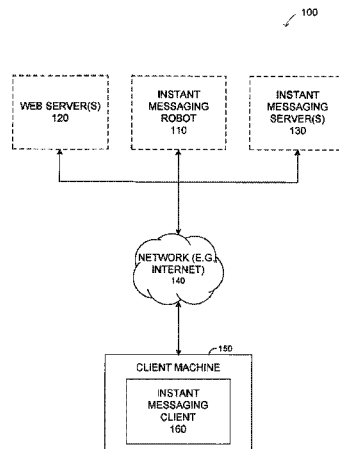 100
WEB SERVER(S)
120
INSTANT
MESSAGING
ROBOT
110
INSTANT
MESSAGING
SERVER(S)
130
NETWORK (E.G.,
INTERNET)
140
150
CLIENT MACHINE
INSTANT
MESSAGING
CLIENT
160